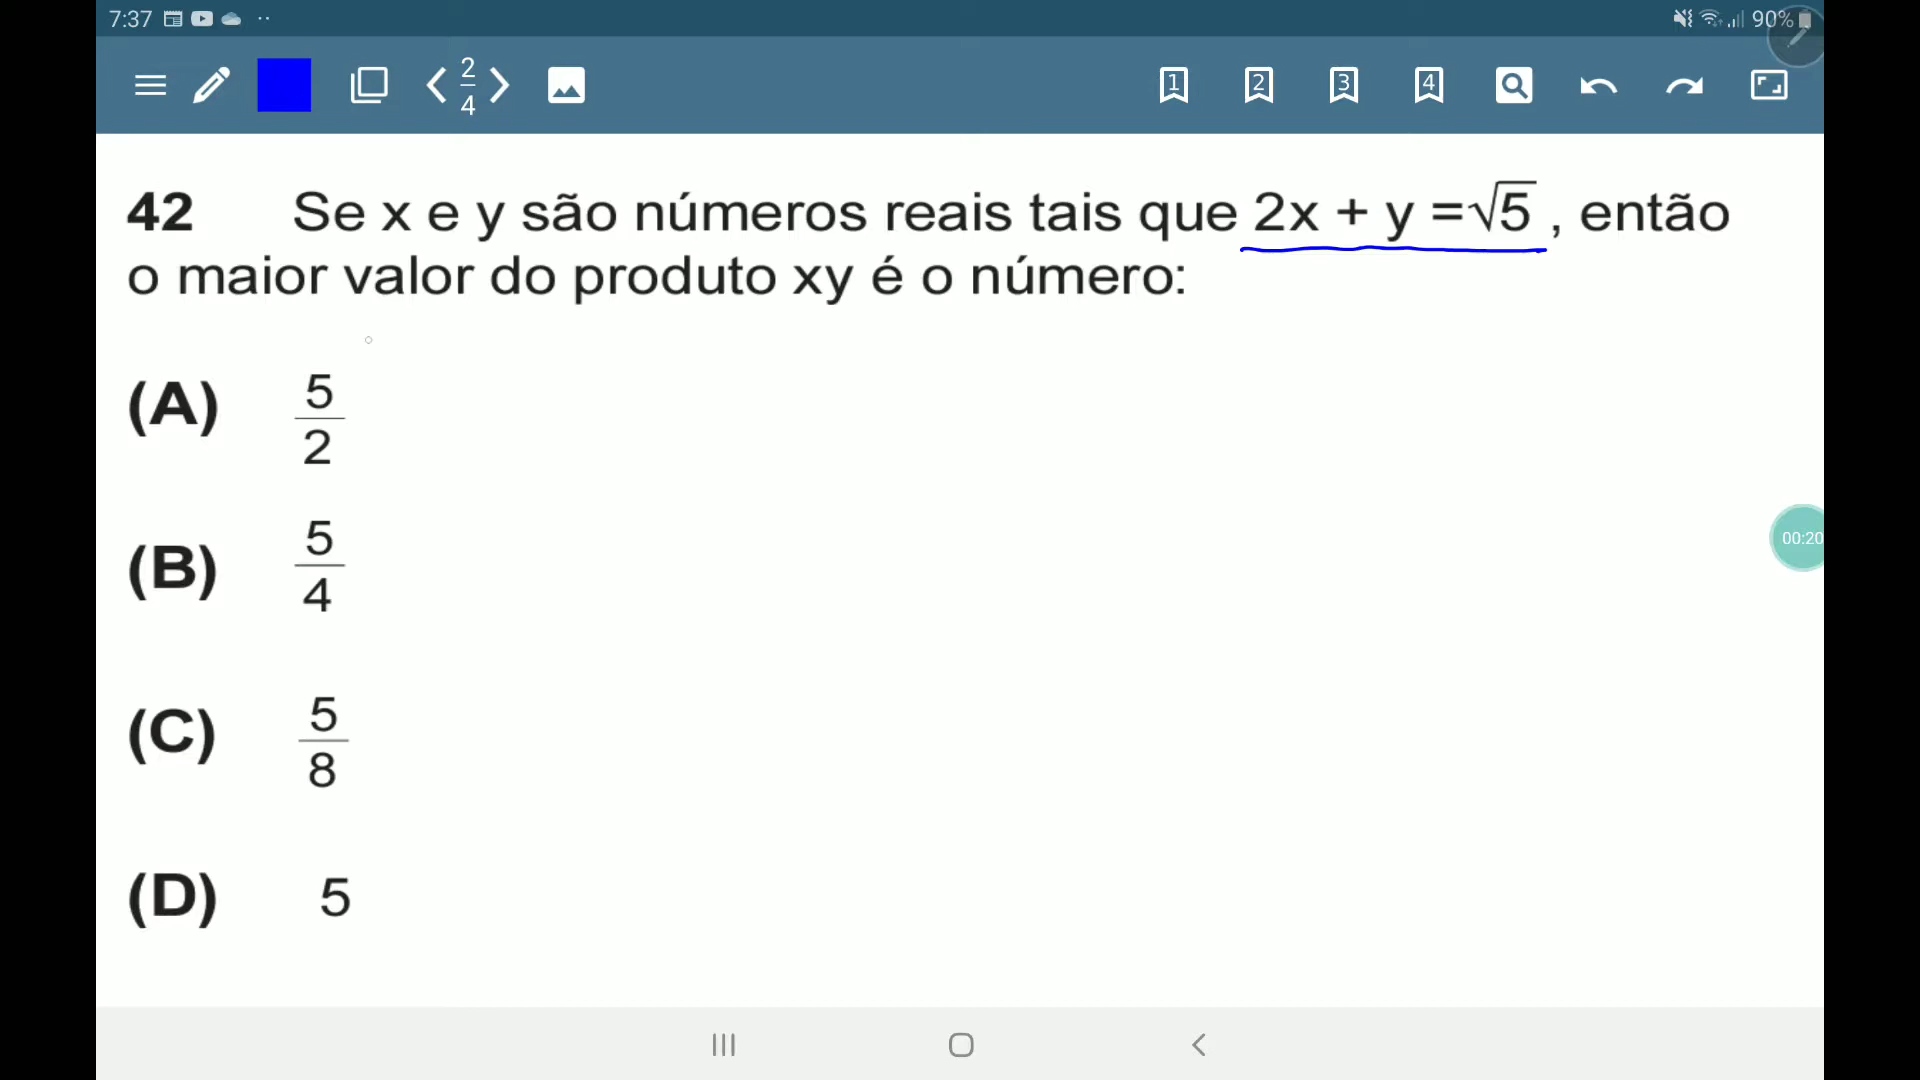 7:37
90%
2
4
1 2 3 4
42 Se x e y são números reais tais que 2x + y =√5 , então
o maior valor do produto xy é o número:
(A) 5/2
(B) 5/4
00:20
(C) 5/8
(D) 5